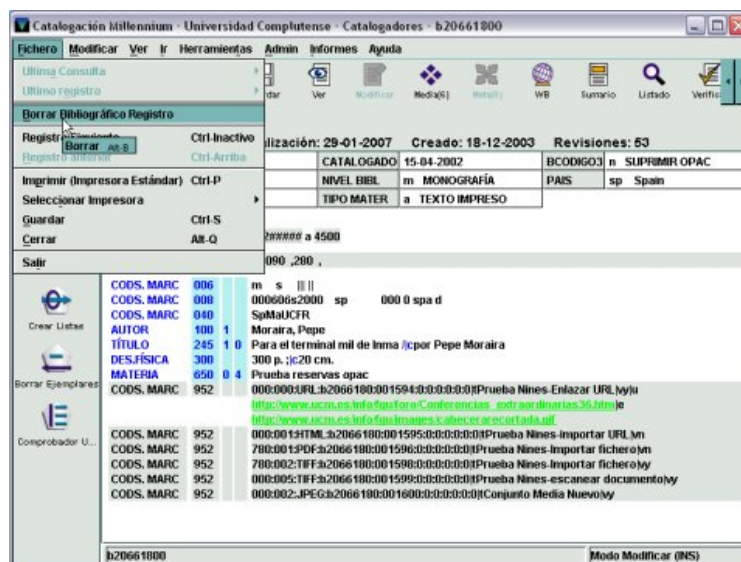 Catalogación Millennium · Universidad Complutense · Catalogadores · b20661800
Fichero Modificar Ver Ir Herramientas Admin Informes Ayuda
Ultima Consulta
Ultimo registro
Borrar Bibliográfico Registro
Registro Ctrl-Inactivo
Borrar Alt-B
Registro anterior Ctrl-Arriba
Imprimir (Impresora Estándar) Ctrl-P
Seleccionar Impresora
Guardar Ctrl-S
Cerrar Alt-Q
Salir
Ver Modificar Media(6) WB Sumario Listado
alización: 29-01-2007 Creado: 18-12-2003 Revisiones: 53
CATALOGADO 15-04-2002 BCODIGO3 n SUPRIMIR OPAC
NIVEL BIBL m MONOGRAFÍA PAIS sp Spain
TIPO MATER a TEXTO IMPRESO
2##### a 4500
090 ,280 ,
Crear Listas
Borrar Ejemplares
Comprobador U...
CODS. MARC 006 m s || ||
CODS. MARC 008 000606s2000 sp 000 0 spa d
CODS. MARC 040 SpMaUCFR
AUTOR 100 1 Moraira, Pepe
TÍTULO 245 1 0 Para el terminal mil de Inma /|cpor Pepe Moraira
DES.FÍSICA 300 300 p. ;|c20 cm.
MATERIA 650 0 4 Prueba reservas opac
CODS. MARC 952 000:000:URL:b2066180:001594:0:0:0:0:0|tPrueba Nines-Enlazar URL|vy|u
http://www.ucm.es/info/fgu/foro/Conferencias_extraordinarias36.htm|e
http://www.ucm.es/info/fgu/images/cabecerarecortada.gif
CODS. MARC 952 000:001:HTML:b2066180:001595:0:0:0:0:0|tPrueba Nines-importar URL|vn
CODS. MARC 952 780:001:PDF:b2066180:001596:0:0:0:0:0|tPrueba Nines-Importar fichero|vn
CODS. MARC 952 780:002:TIFF:b2066180:001598:0:0:0:0:0|tPrueba Nines-importar fichero|vy
CODS. MARC 952 000:005:TIFF:b2066180:001599:0:0:0:0:0|tPrueba Nines-escanear documento|vy
CODS. MARC 952 000:002:JPEG:b2066180:001600:0:0:0:0:0|tConjunto Media Nuevo|vy
b20661800 Modo Modificar (INS)